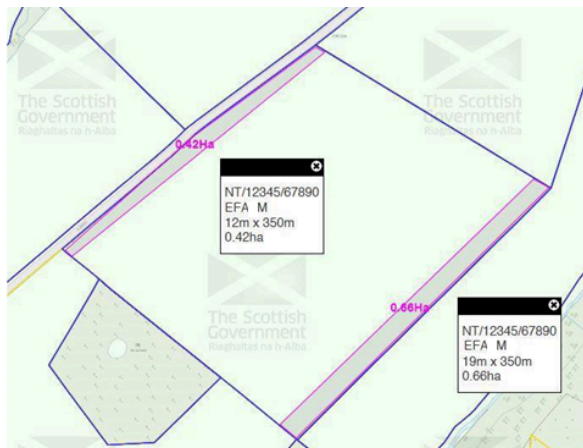 The Scottish
Government
Riaghaltas na h-Alba
The Scottish
Government
Riaghaltas na h-Alba
0.42Ha
NT/12345/67890
EFA M
12m x 350m
0.42ha
The Scottish
Government
Riaghaltas na h-Alba
0.66Ha
NT/12345/67890
EFA M
19m x 350m
0.66ha